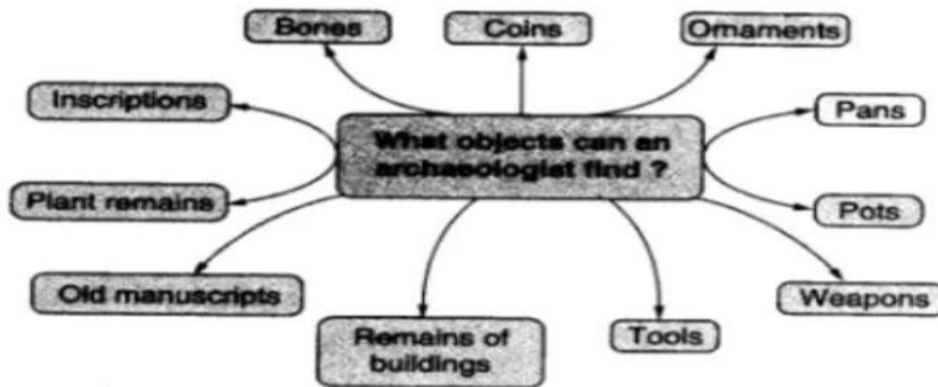 Bones
Coins
Ornaments
Inscriptions
What objects can an
archaeologist find ?
Pans
Plant remains
Pots
Old manuscripts
Weapons
Remains of
buildings
Tools